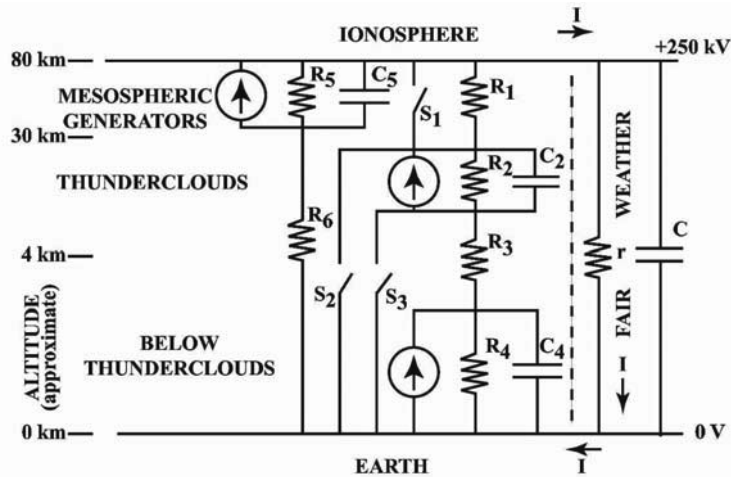 I
IONOSPHERE
80 km
+250 kV
R5
C5
MESOSPHERIC
GENERATORS
S1
R1
30 km
THUNDERCLOUDS
R2
C2
WEATHER
R6
4 km
R3
r
C
S2
S3
FAIR
ALTITUDE
(approximate)
BELOW
THUNDERCLOUDS
R4
C4
I
0 km
0 V
EARTH
I